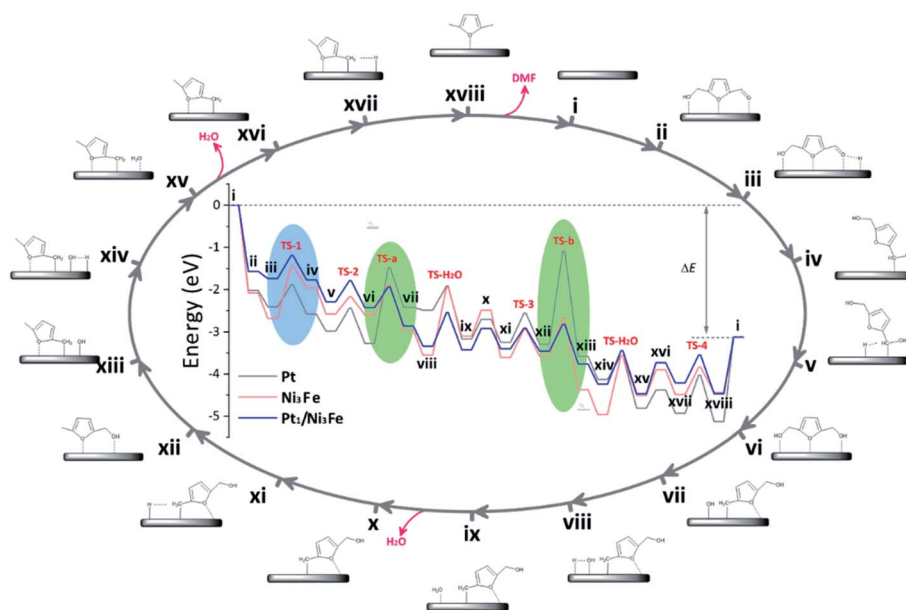 xviii
DMF
i
ii
iii
iv
v
vi
vii
viii
ix
H₂O
x
xi
xii
xiii
xiv
xv
H₂O
xvi
xvii
Energy (eV)
0
-1
-2
-3
-4
-5
i
ii
iii
TS-1
iv
v
TS-2
vi
TS-a
vii
viii
TS-H₂O
ix
x
xi
TS-3
xii
TS-b
xiii
xiv
TS-H₂O
xv
xvi
xvii
TS-4
xviii
i
ΔE
Pt
Ni₃Fe
Pt₁/Ni₃Fe